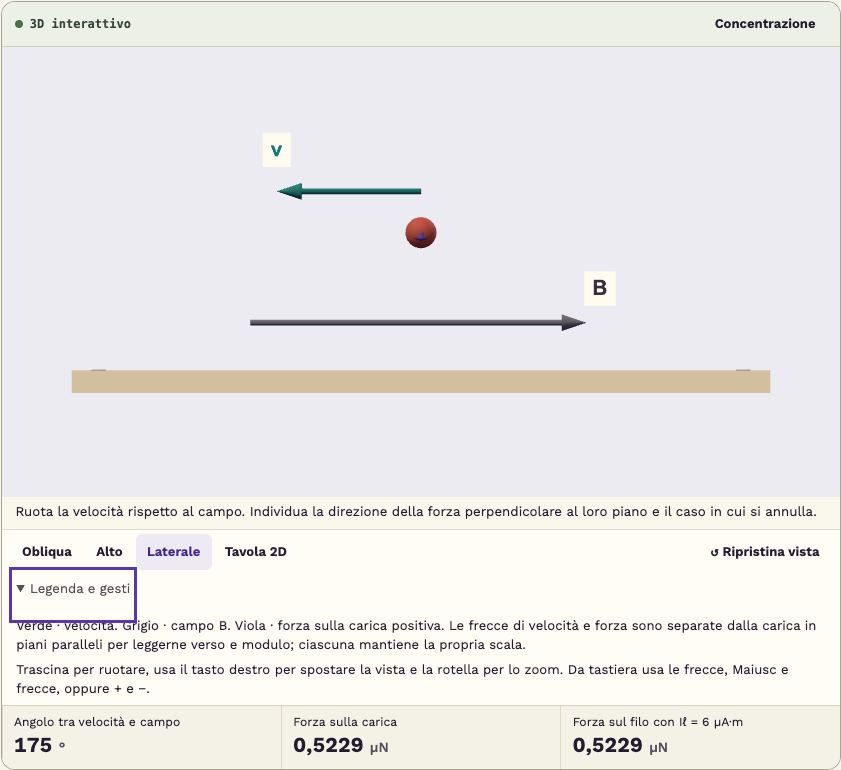 3D interattivo
Concentrazione
v
B
Ruota la velocità rispetto al campo. Individua la direzione della forza perpendicolare al loro piano e il caso in cui si annulla.
Obliqua Alto Laterale Tavola 2D ↺ Ripristina vista
▼ Legenda e gesti
Verde · velocità. Grigio · campo B. Viola · forza sulla carica positiva. Le frecce di velocità e forza sono separate dalla carica in
piani paralleli per leggerne verso e modulo; ciascuna mantiene la propria scala.
Trascina per ruotare, usa il tasto destro per spostare la vista e la rotella per lo zoom. Da tastiera usa le frecce, Maiusc e
frecce, oppure + e −.
Angolo tra velocità e campo
175 °
Forza sulla carica
0,5229 μN
Forza sul filo con Iℓ = 6 μA·m
0,5229 μN